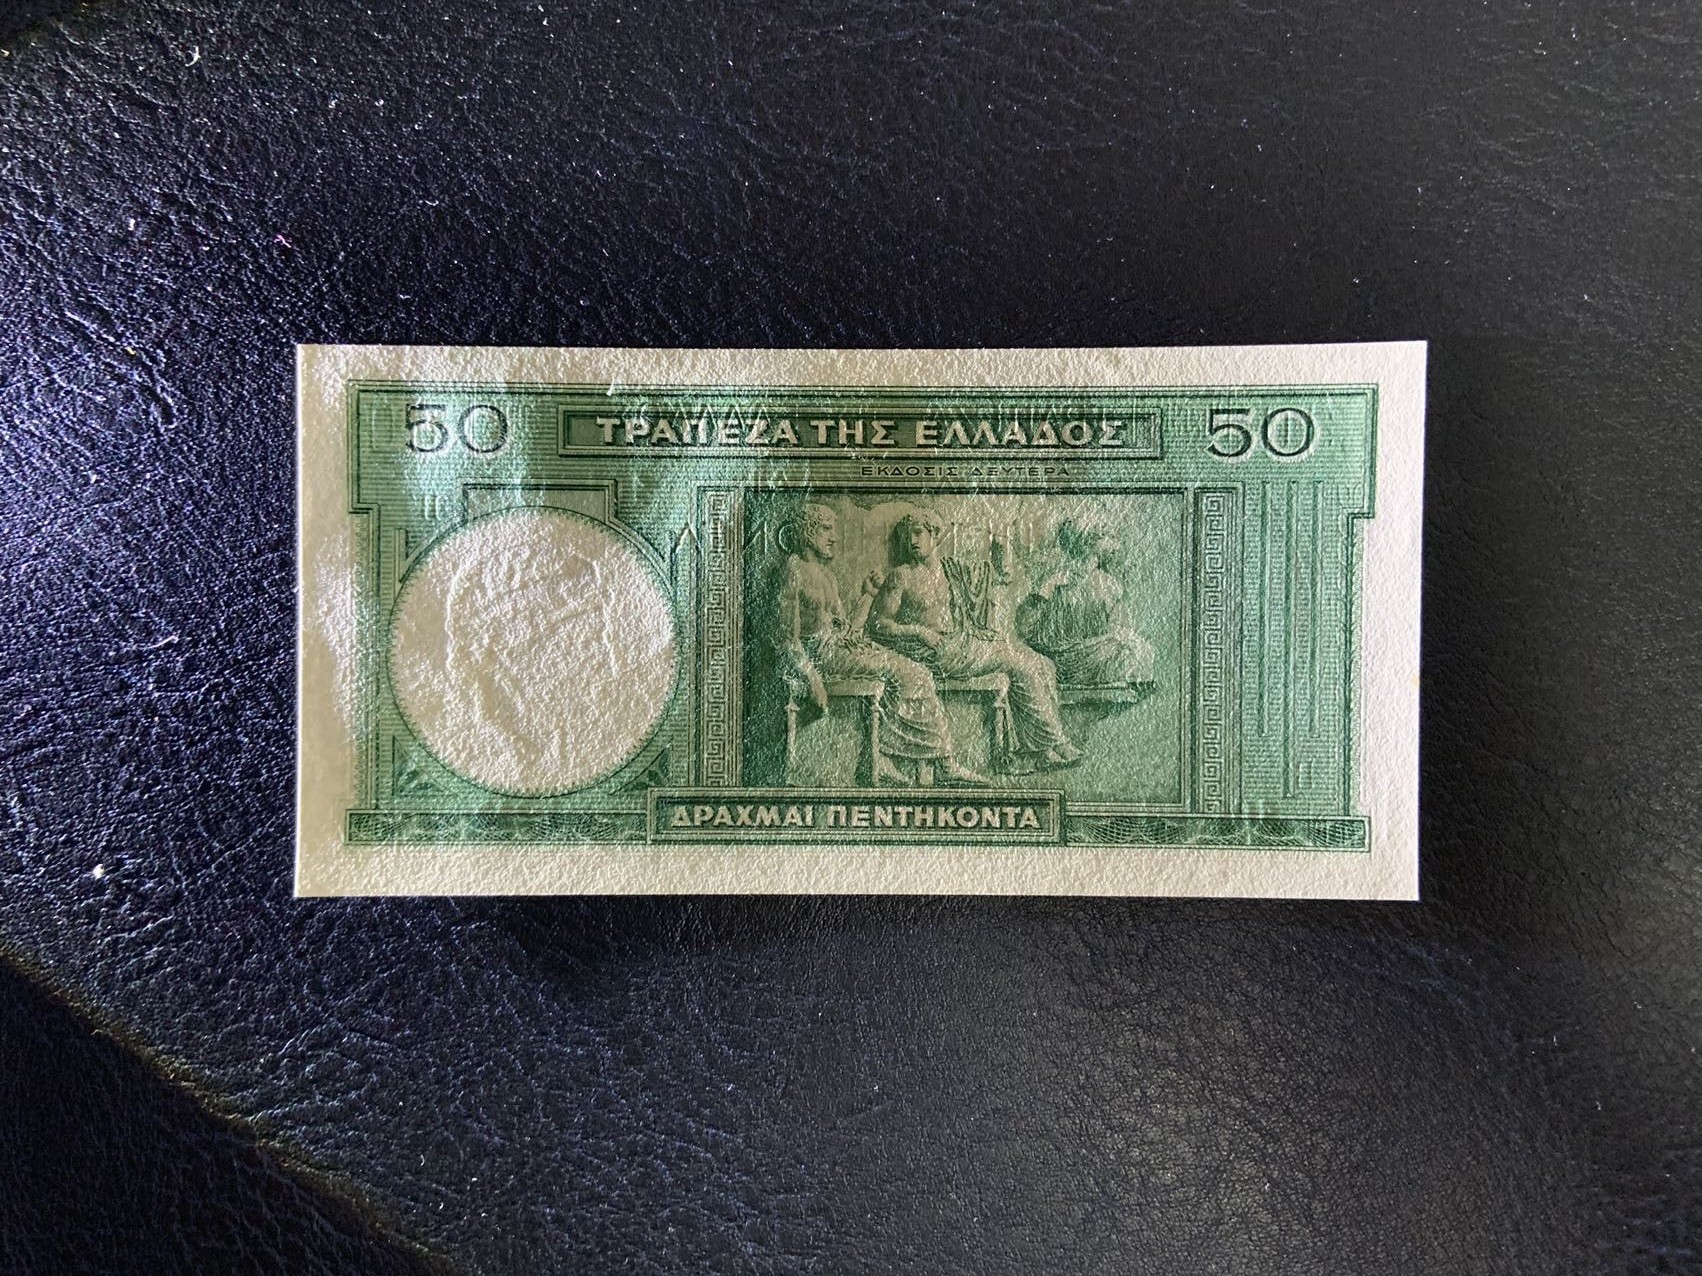 50 ΤΡΑΠΕΖΑ ΤΗΣ ΕΛΛΑΔΟΣ 50
ΕΚΔΟΣΙΣ ΔΕΥΤΕΡΑ
ΔΡΑΧΜΑΙ ΠΕΝΤΗΚΟΝΤΑ